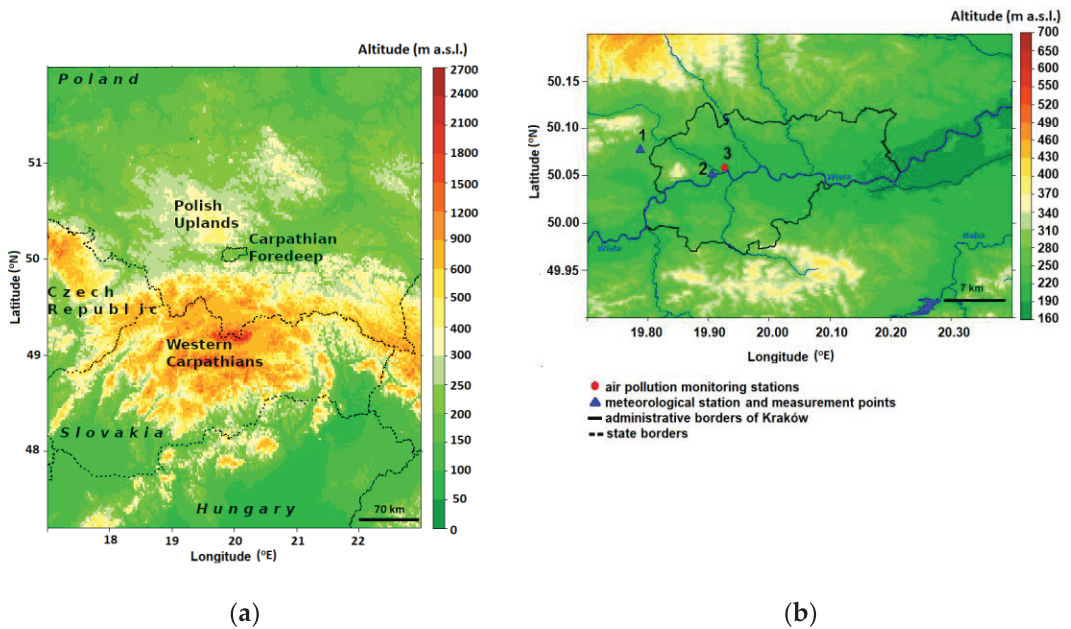 Altitude (m a.s.l.)
Poland
Polish
Uplands
Carpathian
Foredeep
Czech
Republic
Western
Carpathians
Slovakia
Hungary
70 km
51
50
49
48
Latitude (°N)
17
18
19
20
21
22
Longitude (°E)
2700
2400
2100
1800
1500
1200
900
600
500
400
300
250
200
150
100
50
0
(a)
Altitude (m a.s.l.)
50.15
50.10
50.05
50.00
49.95
Latitude (°N)
1
2
3
Wisła
Wisła
Raba
7 km
19.80
19.90
20.00
20.10
20.20
20.30
Longitude (°E)
700
650
600
550
520
490
460
430
400
370
340
310
280
250
220
190
160
air pollution monitoring stations
meteorological station and measurement points
administrative borders of Kraków
state borders
(b)